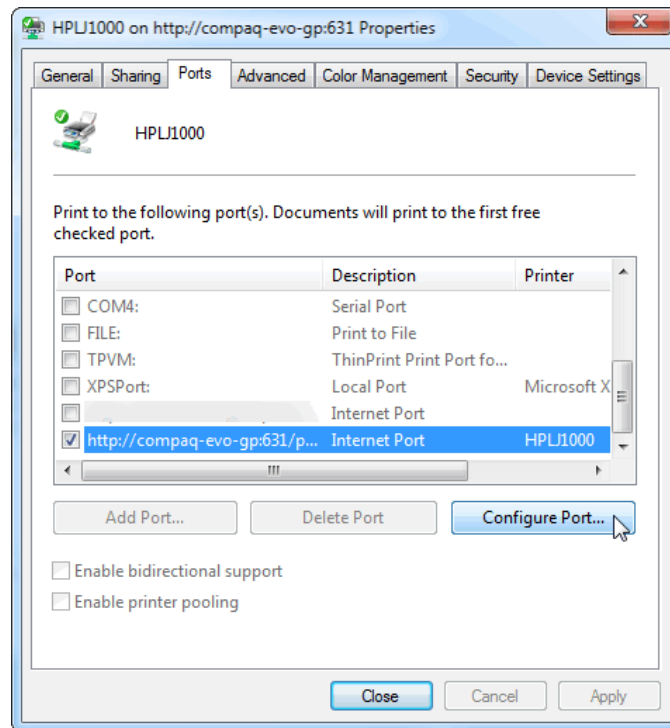 HPLJ1000 on http://compaq-evo-gp:631 Properties
General Sharing Ports Advanced Color Management Security Device Settings
HPLJ1000
Print to the following port(s). Documents will print to the first free
checked port.
Port Description Printer
COM4: Serial Port
FILE: Print to File
TPVM: ThinPrint Print Port fo...
XPSPort: Local Port Microsoft X
Internet Port
http://compaq-evo-gp:631/p... Internet Port HPLJ1000
Add Port... Delete Port Configure Port...
Enable bidirectional support
Enable printer pooling
Close Cancel Apply